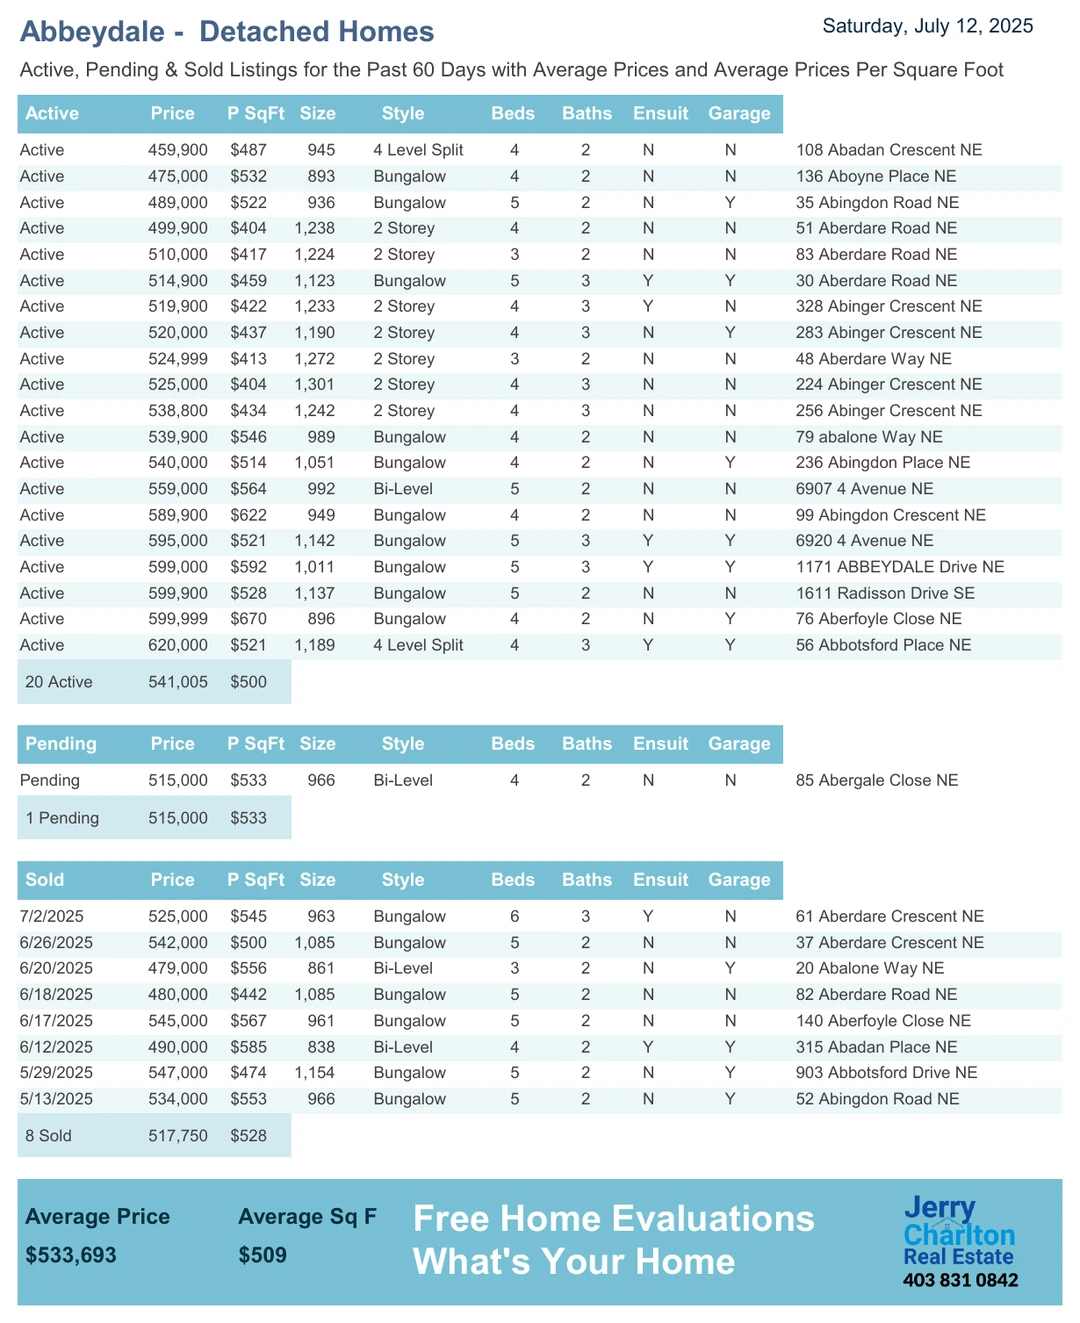 Abbeydale - Detached Homes
Saturday, July 12, 2025
Active, Pending & Sold Listings for the Past 60 Days with Average Prices and Average Prices Per Square Foot
Active Price P SqFt Size Style Beds Baths Ensuit Garage
Active 459,900 $487 945 4 Level Split 4 2 N N 108 Abadan Crescent NE
Active 475,000 $532 893 Bungalow 4 2 N N 136 Aboyne Place NE
Active 489,000 $522 936 Bungalow 5 2 N Y 35 Abingdon Road NE
Active 499,900 $404 1,238 2 Storey 4 2 N N 51 Aberdare Road NE
Active 510,000 $417 1,224 2 Storey 3 2 N N 83 Aberdare Road NE
Active 514,900 $459 1,123 Bungalow 5 3 Y Y 30 Aberdare Road NE
Active 519,900 $422 1,233 2 Storey 4 3 Y N 328 Abinger Crescent NE
Active 520,000 $437 1,190 2 Storey 4 3 N Y 283 Abinger Crescent NE
Active 524,999 $413 1,272 2 Storey 3 2 N N 48 Aberdare Way NE
Active 525,000 $404 1,301 2 Storey 4 3 N N 224 Abinger Crescent NE
Active 538,800 $434 1,242 2 Storey 4 3 N N 256 Abinger Crescent NE
Active 539,900 $546 989 Bungalow 4 2 N N 79 abalone Way NE
Active 540,000 $514 1,051 Bungalow 4 2 N Y 236 Abingdon Place NE
Active 559,000 $564 992 Bi-Level 5 2 N N 6907 4 Avenue NE
Active 589,900 $622 949 Bungalow 4 2 N N 99 Abingdon Crescent NE
Active 595,000 $521 1,142 Bungalow 5 3 Y Y 6920 4 Avenue NE
Active 599,000 $592 1,011 Bungalow 5 3 Y Y 1171 ABBEYDALE Drive NE
Active 599,900 $528 1,137 Bungalow 5 2 N N 1611 Radisson Drive SE
Active 599,999 $670 896 Bungalow 4 2 N Y 76 Aberfoyle Close NE
Active 620,000 $521 1,189 4 Level Split 4 3 Y Y 56 Abbotsford Place NE
20 Active 541,005 $500
Pending Price P SqFt Size Style Beds Baths Ensuit Garage
Pending 515,000 $533 966 Bi-Level 4 2 N N 85 Abergale Close NE
1 Pending 515,000 $533
Sold Price P SqFt Size Style Beds Baths Ensuit Garage
7/2/2025 525,000 $545 963 Bungalow 6 3 Y N 61 Aberdare Crescent NE
6/26/2025 542,000 $500 1,085 Bungalow 5 2 N N 37 Aberdare Crescent NE
6/20/2025 479,000 $556 861 Bi-Level 3 2 N Y 20 Abalone Way NE
6/18/2025 480,000 $442 1,085 Bungalow 5 2 N N 82 Aberdare Road NE
6/17/2025 545,000 $567 961 Bungalow 5 2 N N 140 Aberfoyle Close NE
6/12/2025 490,000 $585 838 Bi-Level 4 2 Y Y 315 Abadan Place NE
5/29/2025 547,000 $474 1,154 Bungalow 5 2 N Y 903 Abbotsford Drive NE
5/13/2025 534,000 $553 966 Bungalow 5 2 N Y 52 Abingdon Road NE
8 Sold 517,750 $528
Average Price Average Sq F
$533,693 $509
Free Home Evaluations
What's Your Home
Jerry
Charlton
Real Estate
403 831 0842